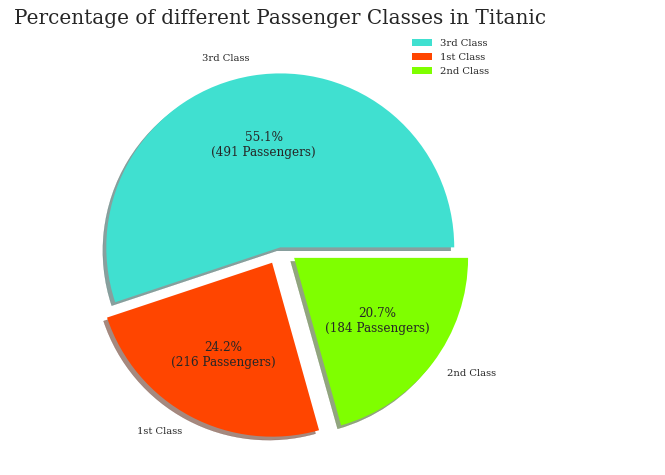 Percentage of different Passenger Classes in Titanic
3rd Class
1st Class
2nd Class
3rd Class
55.1%
(491 Passengers)
20.7%
(184 Passengers)
24.2%
(216 Passengers)
2nd Class
1st Class